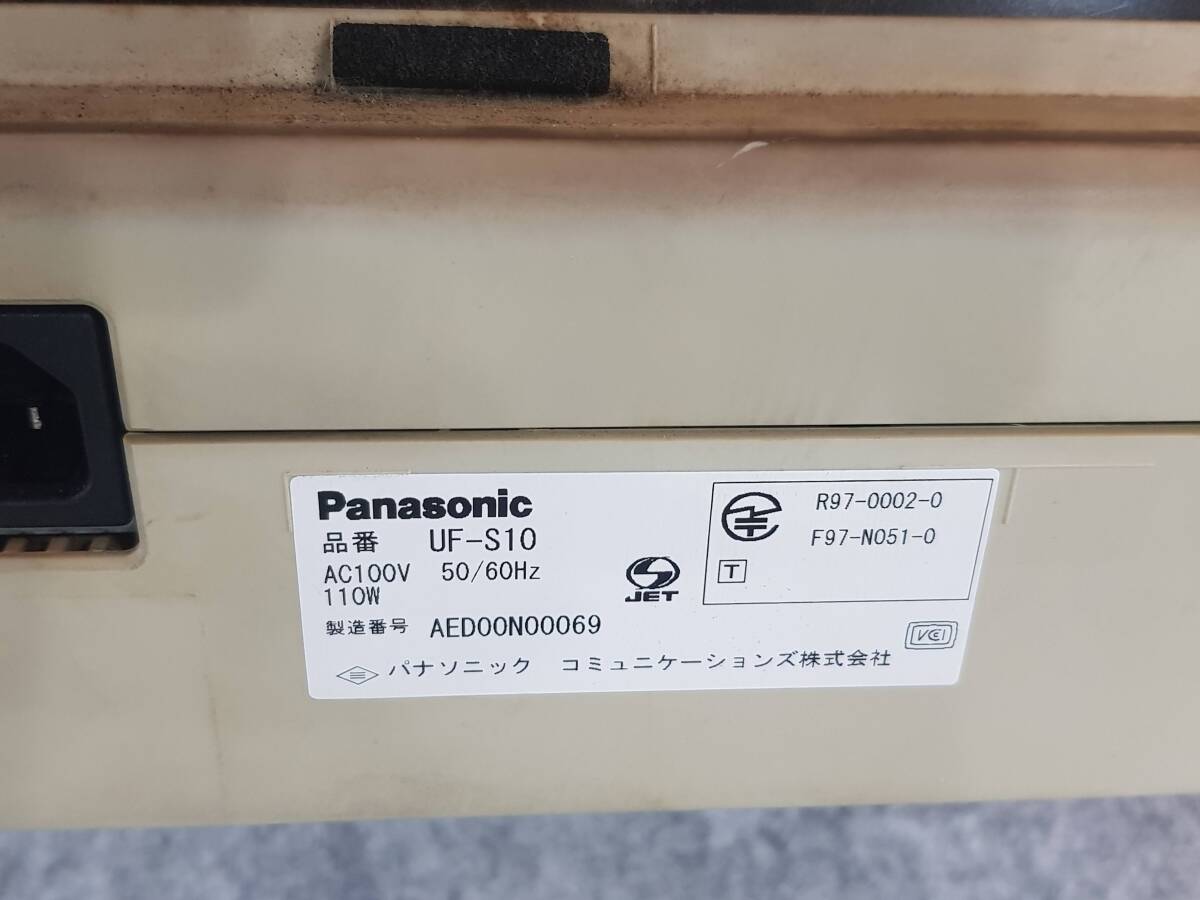 Panasonic
品番 UF-S10
AC100V 50/60Hz
110W
JET
製造番号 AED00N00069
パナソニック コミュニケーションズ株式会社
R97-0002-0
F97-N051-0
T
VCI